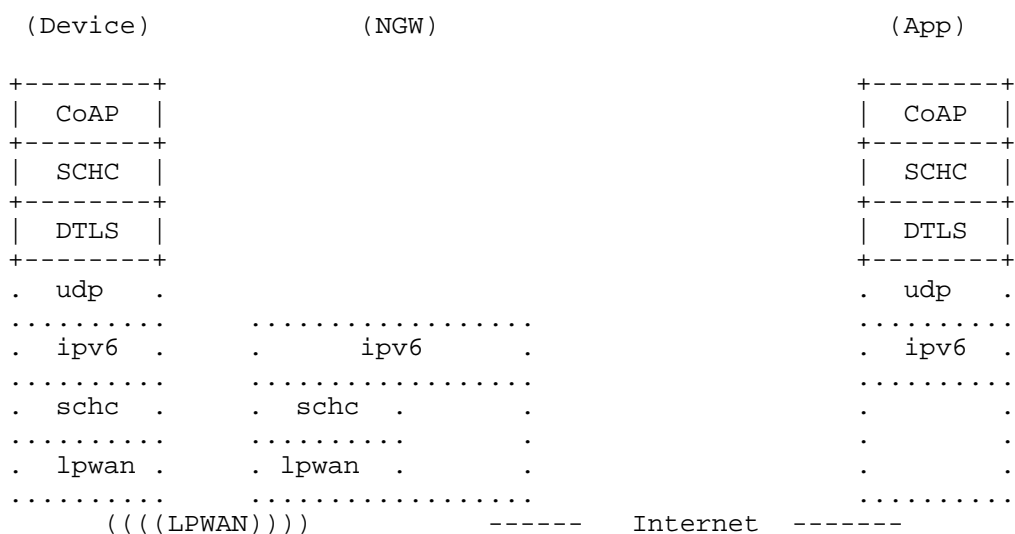 (Device) (NGW) (App)
+--------+ +--------+
| CoAP | | CoAP |
+--------+ +--------+
| SCHC | | SCHC |
+--------+ +--------+
| DTLS | | DTLS |
+--------+ +--------+
. udp . . udp .
.......... .................. ..........
. ipv6 . . ipv6 . . ipv6 .
.......... .................. ..........
. schc . . schc . . . .
.......... .......... . . .
. lpwan . . lpwan . . . .
.......... .................. ..........
((((LPWAN)))) ------ Internet -------